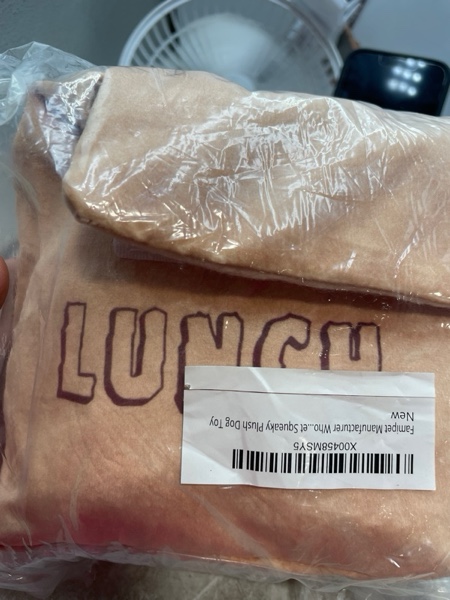 LUNCH
X00458MSY5
Famipet Manufacturer Who...et Squeaky Plush Dog Toy
New